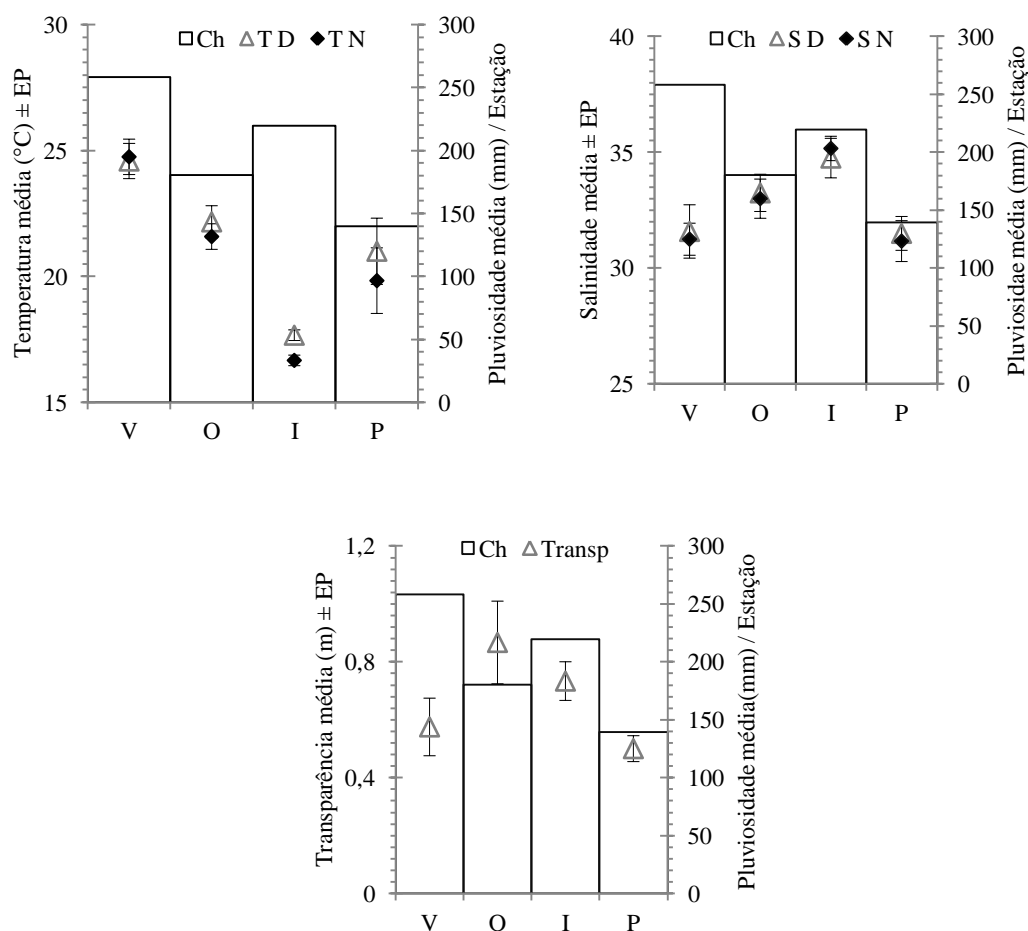 Ch T D T N
Temperatura média (°C) ± EP
30
25
20
15
300
250
200
150
100
50
0
Pluviosidade média (mm) / Estação
V O I P
Ch S D S N
Salinidade média ± EP
40
35
30
25
300
250
200
150
100
50
0
Pluviosidae média (mm) / Estação
V O I P
Ch Transp
Transparência média (m) ± EP
1,2
0,8
0,4
0
300
250
200
150
100
50
0
Pluviosidade média(mm) / Estação
V O I P